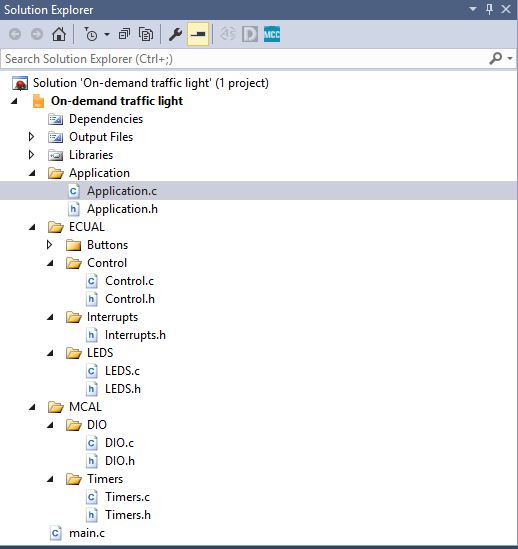 Solution Explorer
MCC
Search Solution Explorer (Ctrl+;)
Solution 'On-demand traffic light' (1 project)
On-demand traffic light
Dependencies
Output Files
Libraries
Application
Application.c
Application.h
ECUAL
Buttons
Control
Control.c
Control.h
Interrupts
Interrupts.h
LEDS
LEDS.c
LEDS.h
MCAL
DIO
DIO.c
DIO.h
Timers
Timers.c
Timers.h
main.c